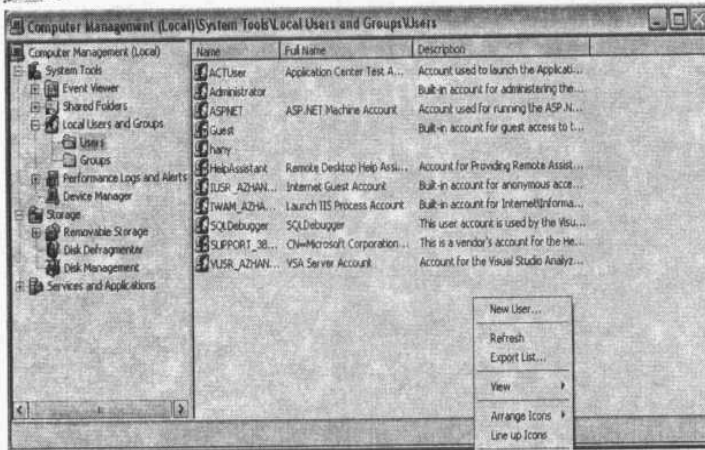 Computer Management (Local)\System Tools\Local Users and Groups\Users
Computer Management (Local)
System Tools
Event Viewer
Shared Folders
Local Users and Groups
Users
Groups
Performance Logs and Alerts
Device Manager
Storage
Removable Storage
Disk Defragmenter
Disk Management
Services and Applications
Name Full Name Description
ACTUser Application Center Test A... Account used to launch the Applicati...
Administrator Built-in account for administering the...
ASPNET ASP.NET Machine Account Account used for running the ASP.N...
Guest Built-in account for guest access to t...
hany
HelpAssistant Remote Desktop Help Assi... Account for Providing Remote Assist...
IUSR_AZHAN... Internet Guest Account Built-in account for anonymous acce...
IWAM_AZHA... Launch IIS Process Account Built-in account for Internet Informa...
SQLDebugger SQLDebugger This user account is used by the Visu...
SUPPORT_38... CN=Microsoft Corporation... This is a vendor's account for the He...
VUSR_AZHAN... VSA Server Account Account for the Visual Studio Analyz...
New User...
Refresh
Export List...
View
Arrange Icons
Line up Icons